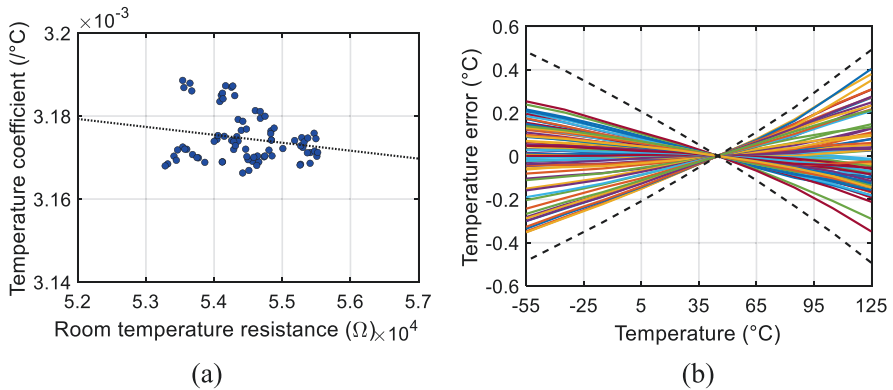 ×10⁻³
3.2
3.18
3.16
3.14
Temperature coefficient (/°C)
5.2 5.3 5.4 5.5 5.6 5.7
Room temperature resistance (Ω) ×10⁴
(a)
0.6
0.4
0.2
0
-0.2
-0.4
-0.6
Temperature error (°C)
-55 -25 5 35 65 95 125
Temperature (°C)
(b)